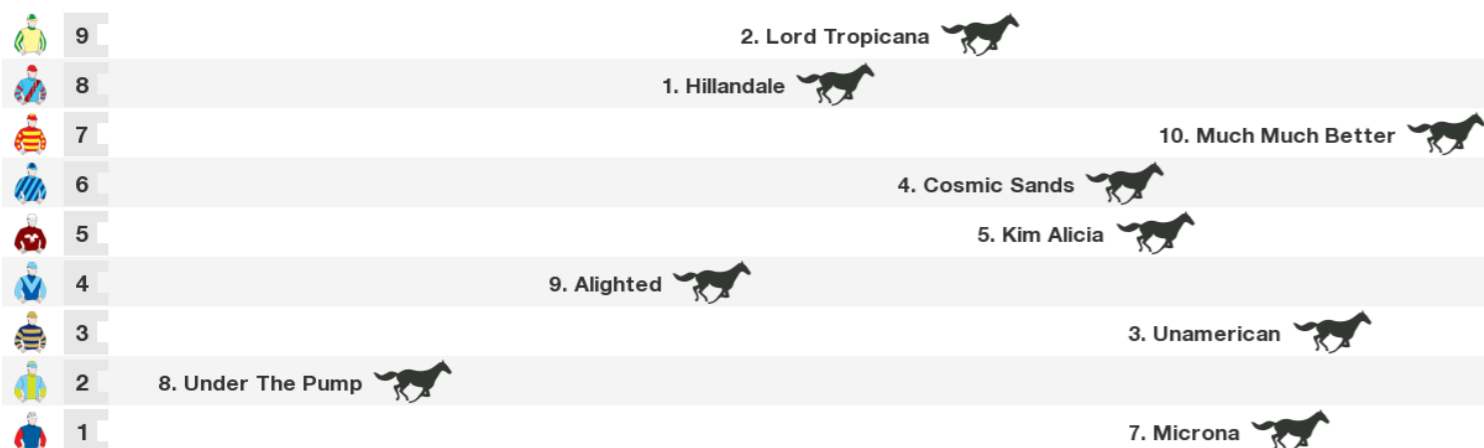 9 2. Lord Tropicana
8 1. Hillandale
7 10. Much Much Better
6 4. Cosmic Sands
5 5. Kim Alicia
4 9. Alighted
3 3. Unamerican
2 8. Under The Pump
1 7. Microna